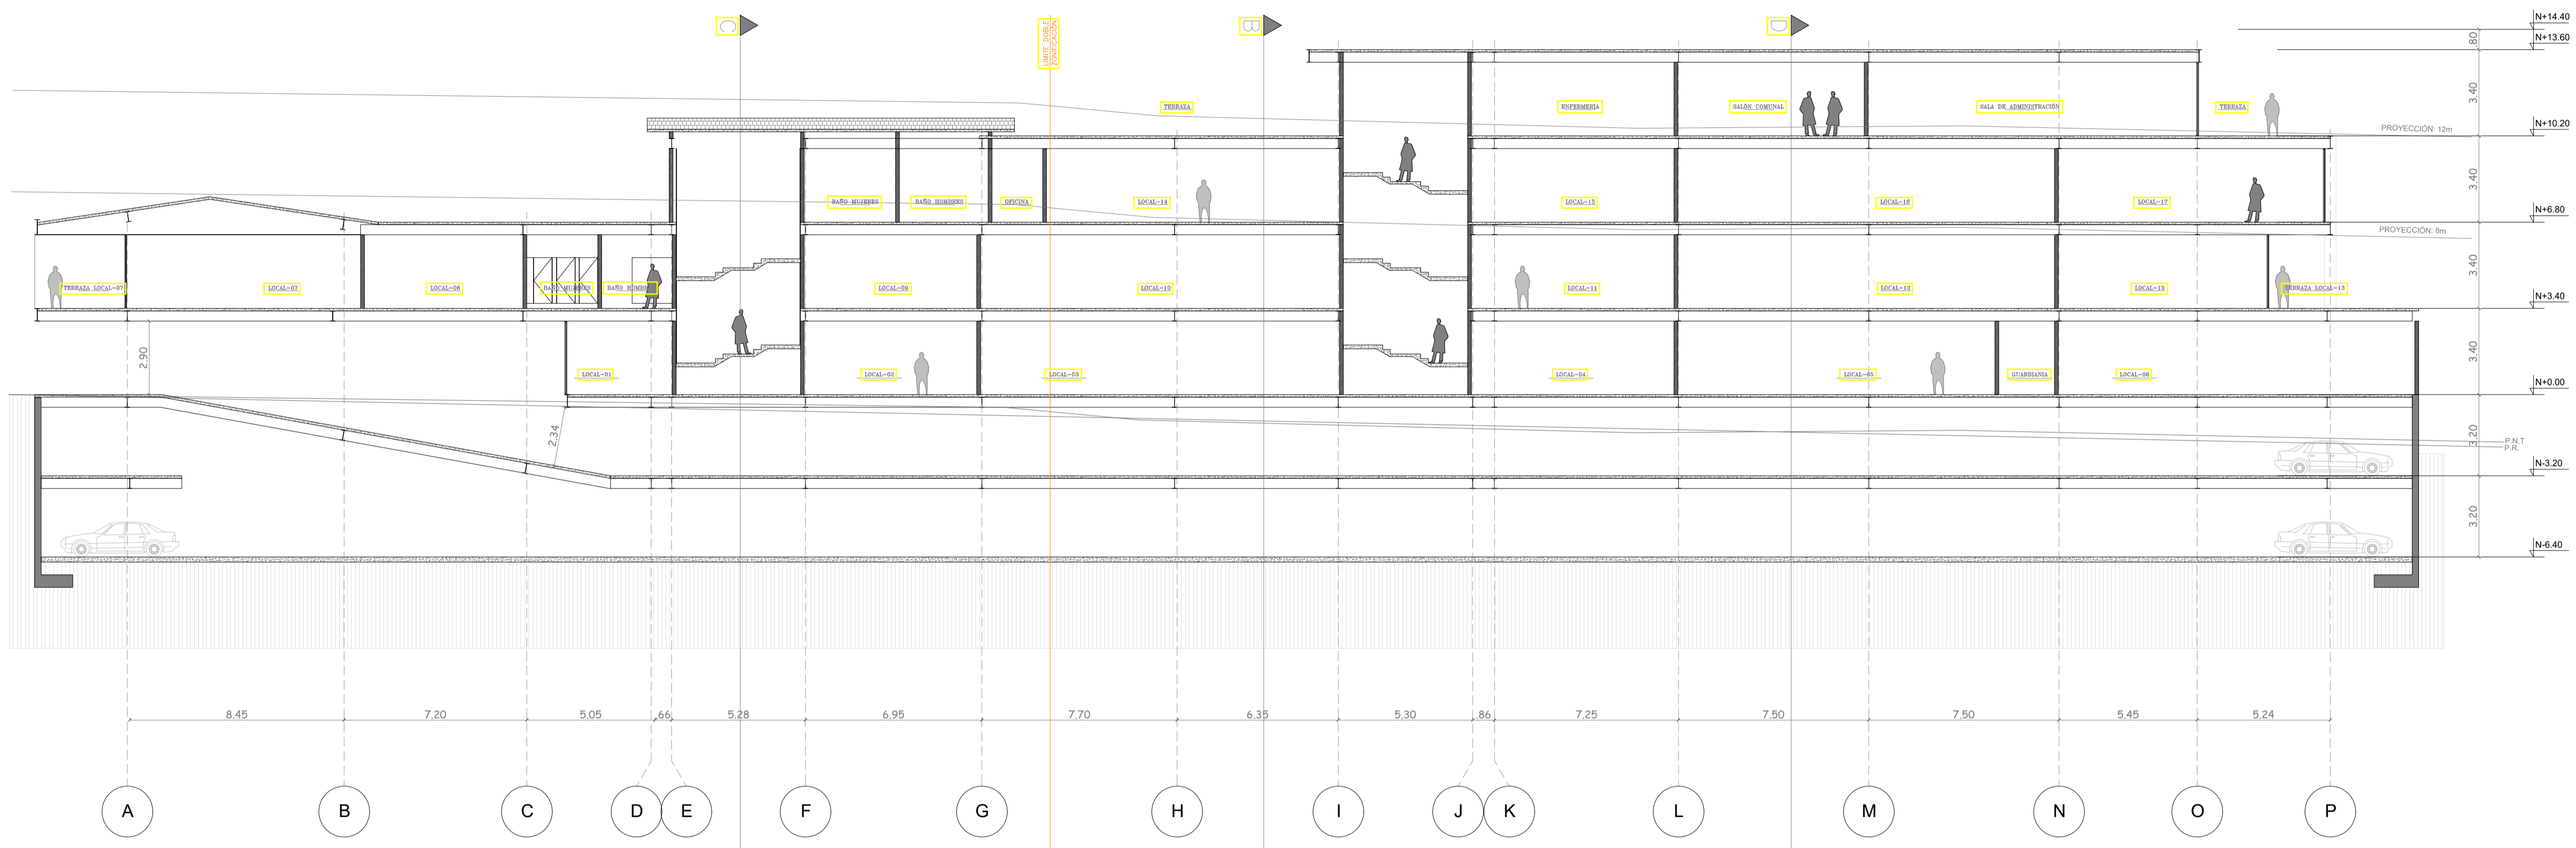 C
LIMITE DOBLE
ZONIFICACIÓN
B
D
N+14.40
.80
N+13.60
3.40
TERRAZA
ENFERMERÍA
SALÓN COMUNAL
SALA DE ADMINISTRACIÓN
TERRAZA
PROYECCIÓN: 12m
N+10.20
3.40
BAÑO MUJERES
BAÑO HOMBRES
OFICINA
LOCAL-14
LOCAL-15
LOCAL-16
LOCAL-17
N+6.80
PROYECCIÓN: 8m
3.40
TERRAZA LOCAL-07
LOCAL-07
LOCAL-08
BAÑO MUJERES
BAÑO HOMBRE
LOCAL-09
LOCAL-10
LOCAL-11
LOCAL-12
LOCAL-13
TERRAZA LOCAL-13
N+3.40
2.90
3.40
LOCAL-01
LOCAL-02
LOCAL-03
LOCAL-04
LOCAL-05
GUARDIANIA
LOCAL-06
N+0.00
2.34
3.20
P.N.T
P.R.
N-3.20
3.20
N-6.40
8.45
7.20
5.05
.66
5.28
6.95
7.70
6.35
5.30
.86
7.25
7.50
7.50
5.45
5.24
A
B
C
D
E
F
G
H
I
J
K
L
M
N
O
P